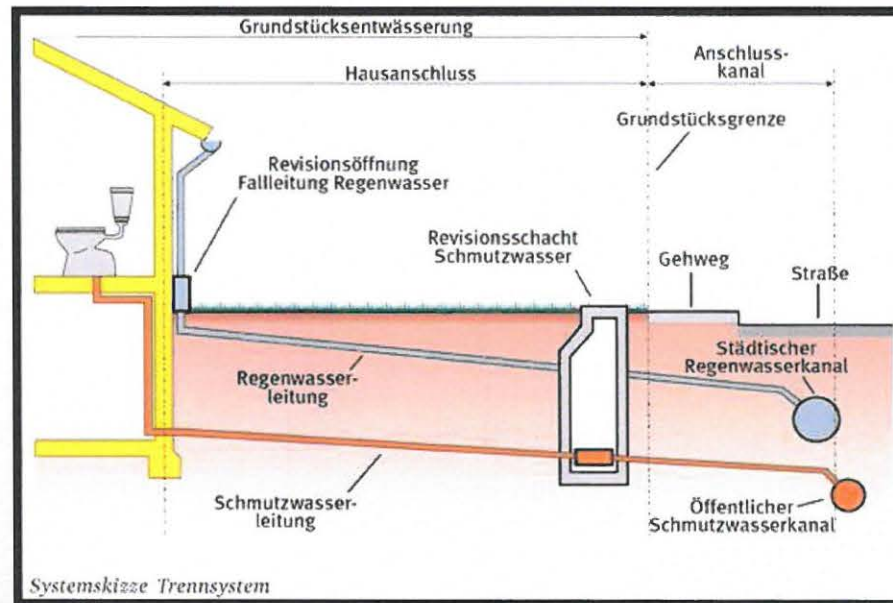 Grundstücksentwässerung
Hausanschluss
Anschluss-
kanal
Grundstücksgrenze
Revisionsöffnung
Fallleitung Regenwasser
Revisionsschacht
Schmutzwasser
Gehweg
Straße
Städtischer
Regenwasserkanal
Regenwasser-
leitung
Schmutzwasser-
leitung
Öffentlicher
Schmutzwasserkanal
Systemskizze Trennsystem